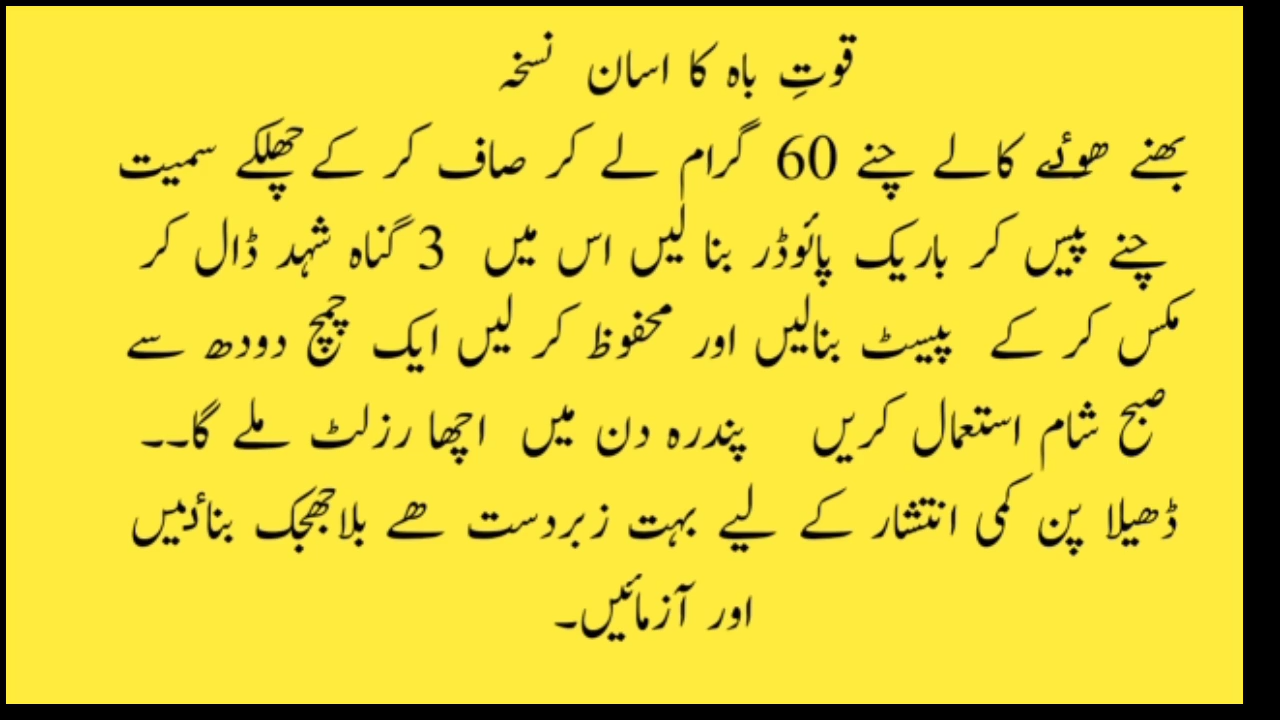 قوتِ باہ کا اسان نسخہ
بھنے ھوئے کالے چنے 60 گرام لے کر صاف کر کے چھلکے سمیت
چنے پیس کر باریک پائوڈر بنا لیں اس میں 3 گناہ شہد ڈال کر
مکس کر کے پیسٹ بنالیں اور محفوظ کر لیں ایک چمچ دودھ سے
صبح شام استعمال کریں پندرہ دن میں اچھا رزلٹ ملے گا۔۔
ڈھیلا پن کمی انتشار کے لیے بہت زبردست ھے بلاجھجک بنائیں
اور آزمائیں۔